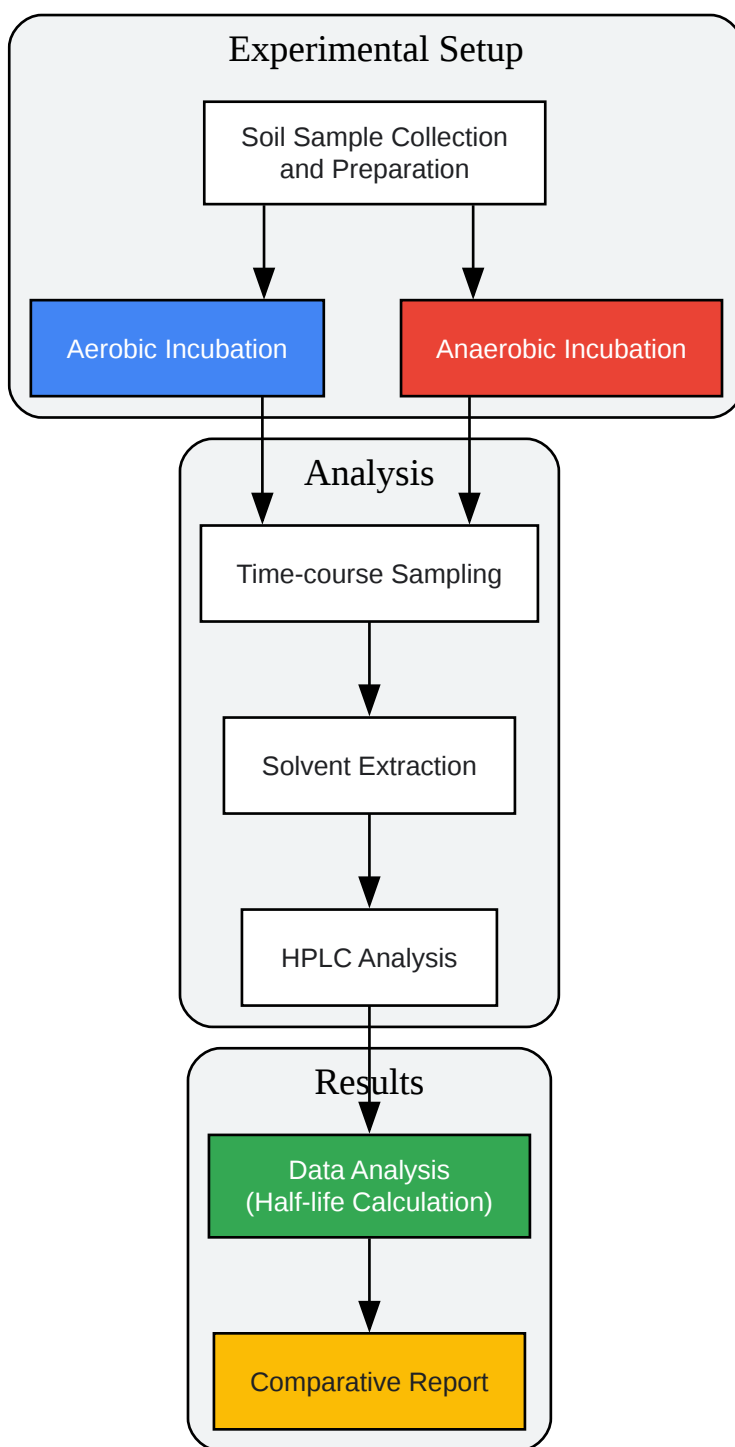 Experimental Setup
Soil Sample Collection
and Preparation
Aerobic Incubation
Anaerobic Incubation
Analysis
Time-course Sampling
Solvent Extraction
HPLC Analysis
Results
Data Analysis
(Half-life Calculation)
Comparative Report